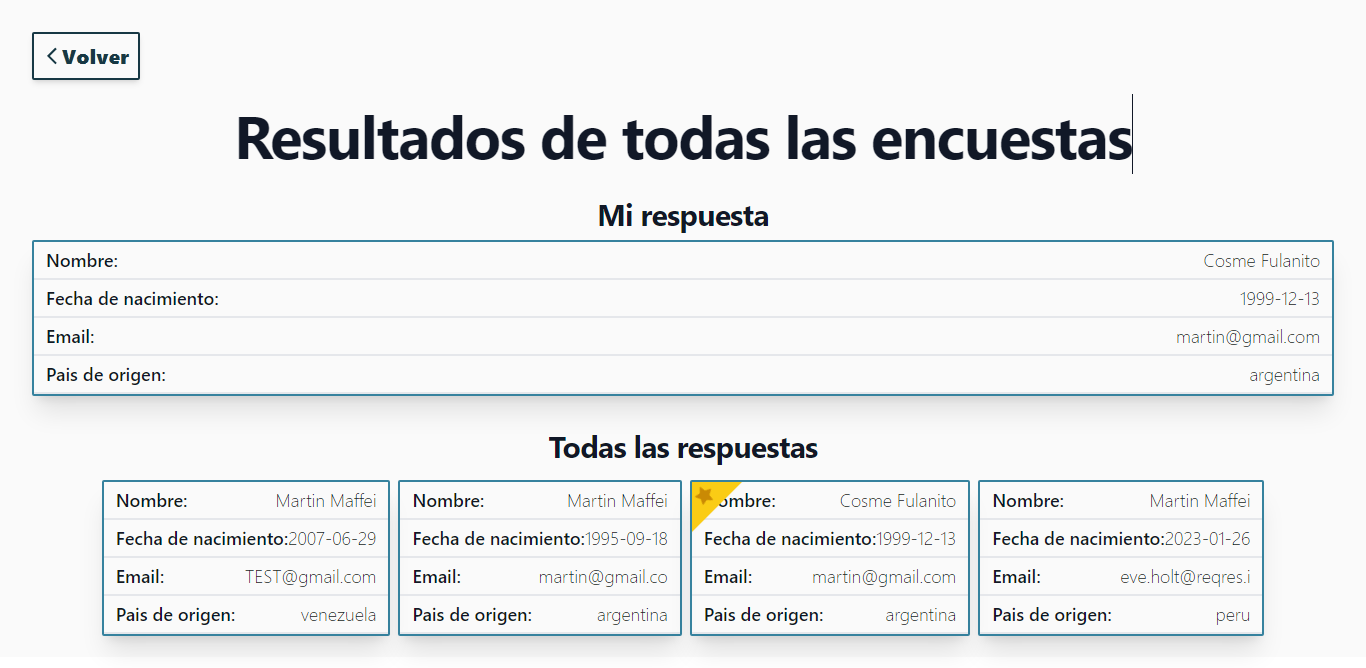 Volver
Resultados de todas las encuestas
Mi respuesta
Nombre: Cosme Fulanito
Fecha de nacimiento: 1999-12-13
Email: martin@gmail.com
Pais de origen: argentina
Todas las respuestas
Nombre: Martin Maffei
Fecha de nacimiento:2007-06-29
Email: TEST@gmail.com
Pais de origen: venezuela
Nombre: Martin Maffei
Fecha de nacimiento:1995-09-18
Email: martin@gmail.co
Pais de origen: argentina
ombre: Cosme Fulanito
Fecha de nacimiento:1999-12-13
Email: martin@gmail.com
Pais de origen: argentina
Nombre: Martin Maffei
Fecha de nacimiento:2023-01-26
Email: eve.holt@reqres.i
Pais de origen: peru